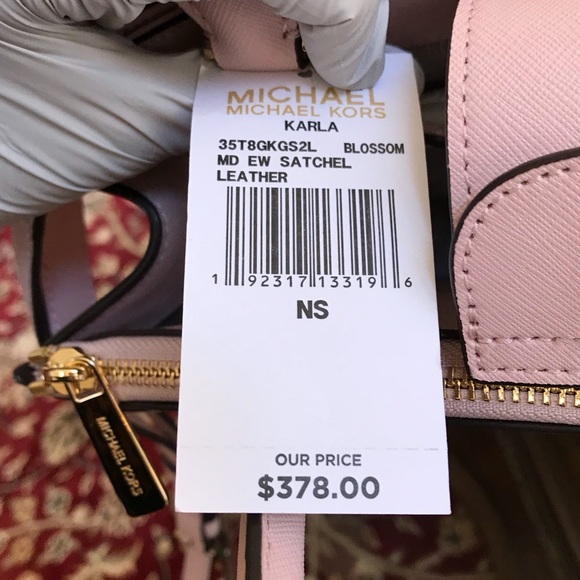 MICHAEL
MICHAEL KORS
KARLA
35T8GKGS2L BLOSSOM
MD EW SATCHEL
LEATHER
1 92317 13319 6
NS
OUR PRICE
$378.00
MICHAEL KORS